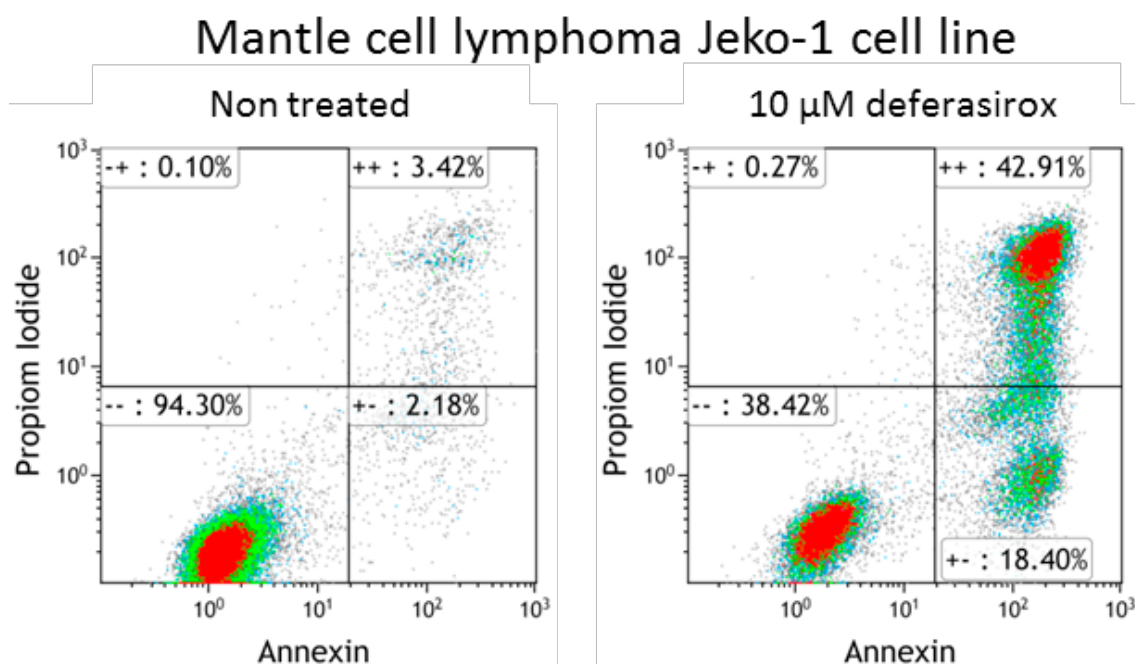 Mantle cell lymphoma Jeko-1 cell line
Non treated
10³
10²
10¹
10⁰
Propiom Iodide
-+ : 0.10%
++ : 3.42%
-- : 94.30%
+- : 2.18%
10⁰
10¹
10²
10³
Annexin
10 µM deferasirox
10³
10²
10¹
10⁰
Propiom Iodide
-+ : 0.27%
++ : 42.91%
-- : 38.42%
+- : 18.40%
10⁰
10¹
10²
10³
Annexin